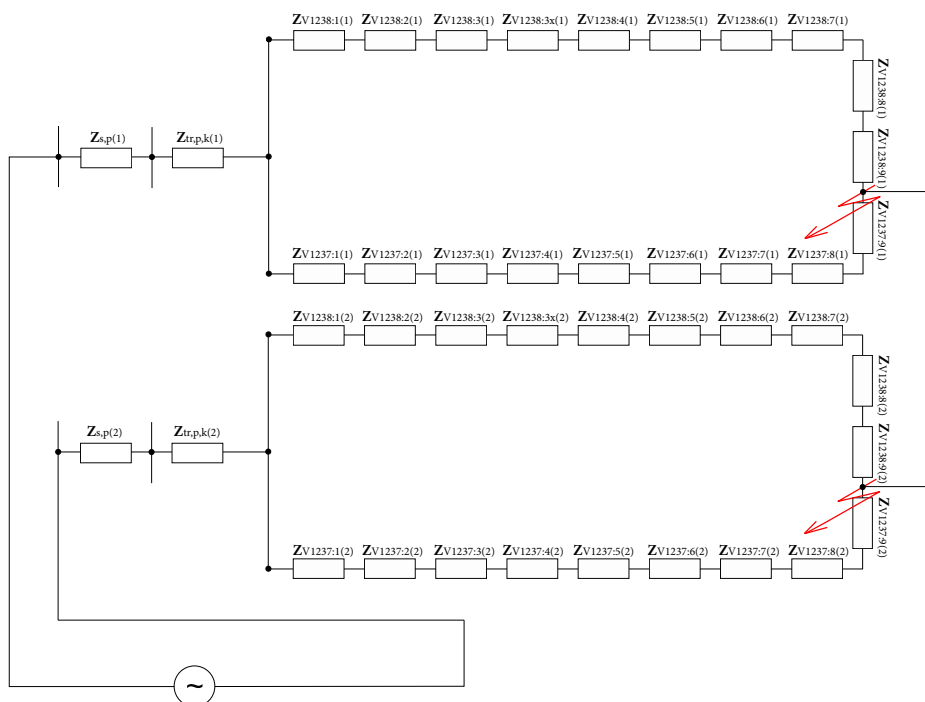 ZV1238:1(1) ZV1238:2(1) ZV1238:3(1) ZV1238:3x(1) ZV1238:4(1) ZV1238:5(1) ZV1238:6(1) ZV1238:7(1)
ZV1238:8(1)
Zs,p(1) Ztr,p,k(1)
ZV1238:9(1)
ZV1237:9(1)
ZV1237:1(1) ZV1237:2(1) ZV1237:3(1) ZV1237:4(1) ZV1237:5(1) ZV1237:6(1) ZV1237:7(1) ZV1237:8(1)
ZV1238:1(2) ZV1238:2(2) ZV1238:3(2) ZV1238:3x(2) ZV1238:4(2) ZV1238:5(2) ZV1238:6(2) ZV1238:7(2)
ZV1238:8(2)
Zs,p(2) Ztr,p,k(2)
ZV1238:9(2)
ZV1237:9(2)
ZV1237:1(2) ZV1237:2(2) ZV1237:3(2) ZV1237:4(2) ZV1237:5(2) ZV1237:6(2) ZV1237:7(2) ZV1237:8(2)
~